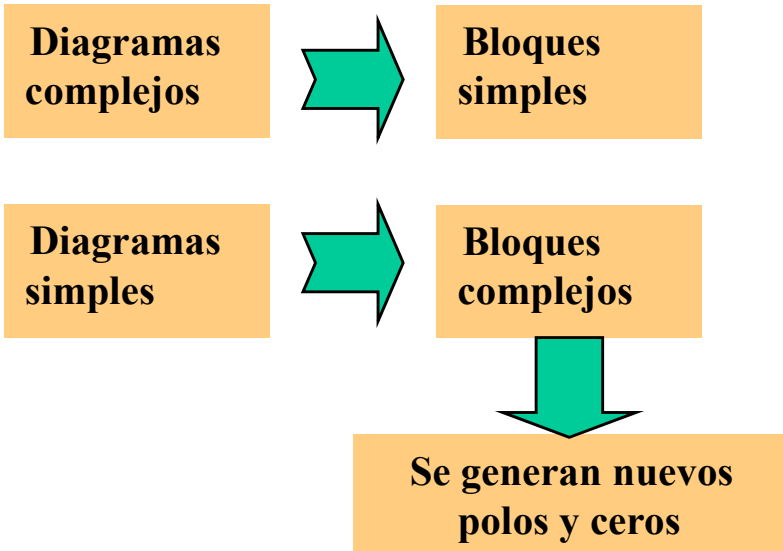 Diagramas
complejos
Bloques
simples
Diagramas
simples
Bloques
complejos
Se generan nuevos
polos y ceros